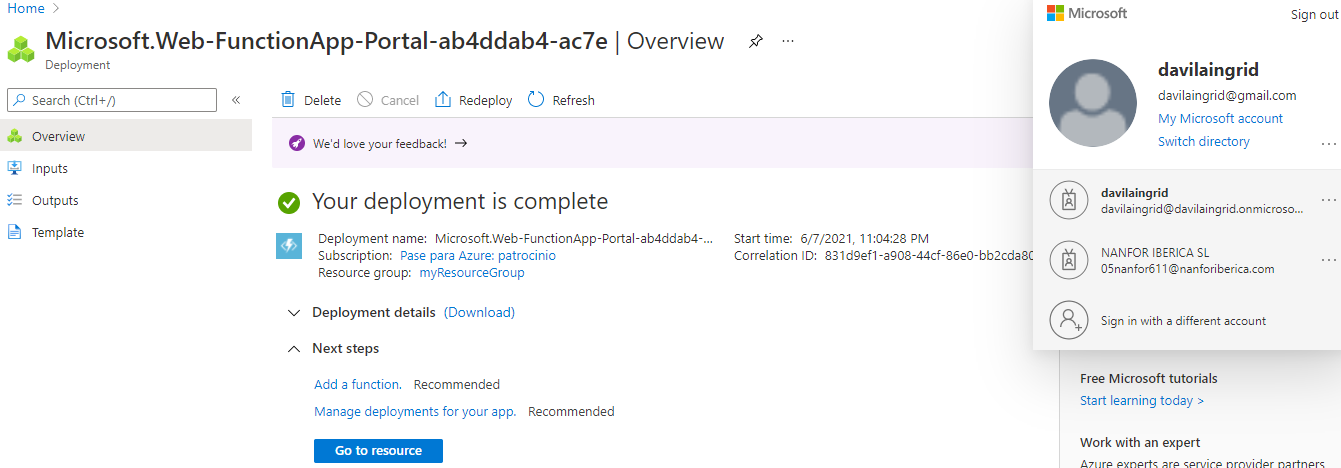 Home
Microsoft.Web-FunctionApp-Portal-ab4ddab4-ac7e | Overview
Deployment
Search (Ctrl+/)
Overview
Inputs
Outputs
Template
Delete
Cancel
Redeploy
Refresh
We'd love your feedback!
Your deployment is complete
Deployment name: Microsoft.Web-FunctionApp-Portal-ab4ddab4-...
Subscription: Pase para Azure: patrocinio
Resource group: myResourceGroup
Start time: 6/7/2021, 11:04:28 PM
Correlation ID: 831d9ef1-a908-44cf-86e0-bb2cda80
Deployment details (Download)
Next steps
Add a function. Recommended
Manage deployments for your app. Recommended
Go to resource
Microsoft
Sign out
davilaingrid
davilaingrid@gmail.com
My Microsoft account
Switch directory
davilaingrid
davilaingrid@davilaingrid.onmicroso...
NANFOR IBERICA SL
05nanfor611@nanforiberica.com
Sign in with a different account
Free Microsoft tutorials
Start learning today >
Work with an expert
Azure experts are service provider partners